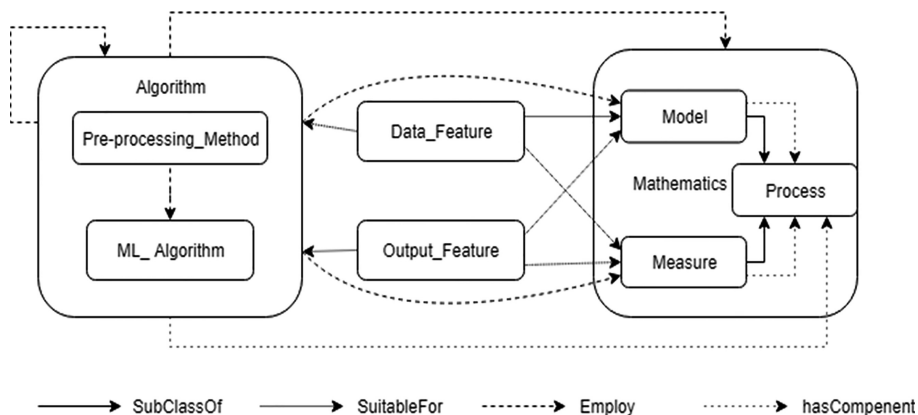 Algorithm
Pre-processing_Method
ML_ Algorithm
Data_Feature
Output_Feature
Model
Mathematics
Process
Measure
SubClassOf
SuitableFor
Employ
hasCompenent